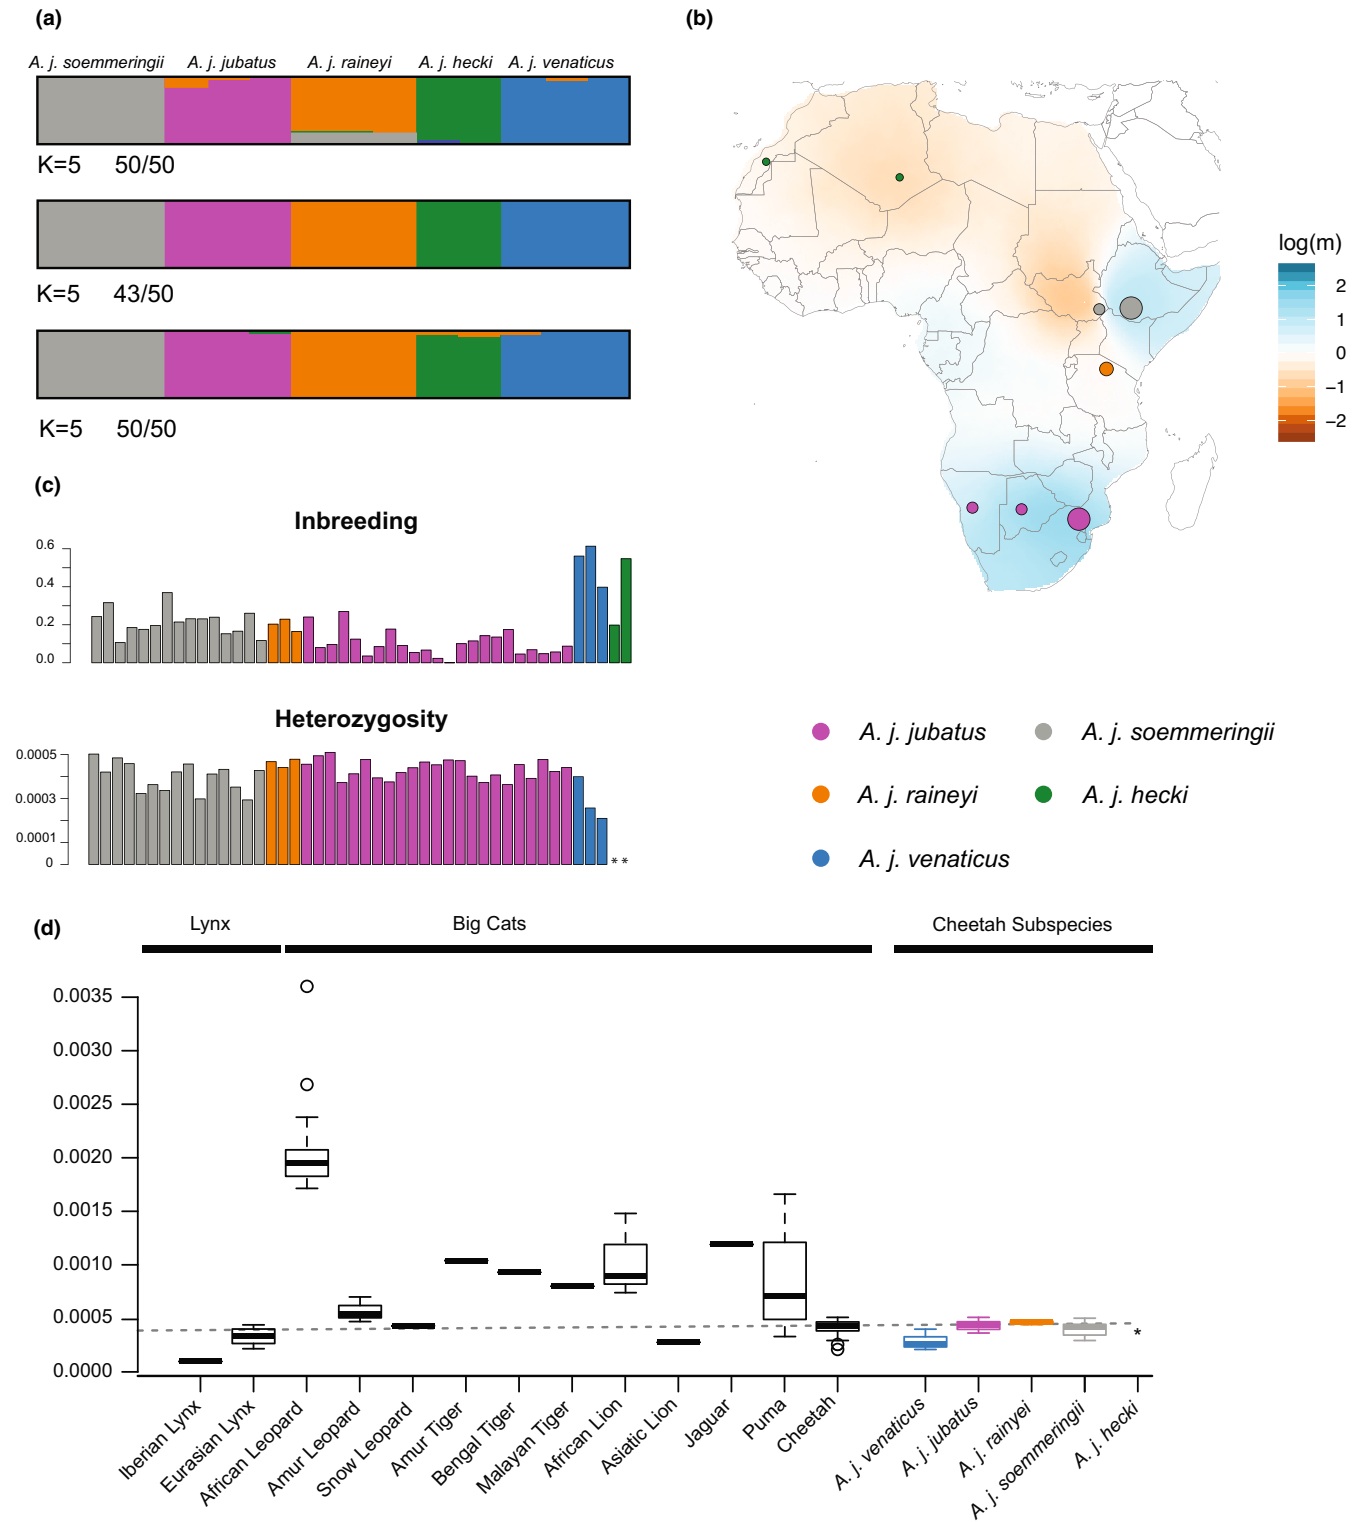 (a)
A. j. soemmeringii A. j. jubatus A. j. raineyi A. j. hecki A. j. venaticus
K=5 50/50
K=5 43/50
K=5 50/50
(b)
log(m)
2
1
0
−1
−2
(c)
Inbreeding
0.6
0.4
0.2
0.0
Heterozygosity
0.0005
0.0003
0.0001
0
* *
A. j. jubatus A. j. soemmeringii
A. j. raineyi A. j. hecki
A. j. venaticus
(d)
Lynx Big Cats Cheetah Subspecies
0.0035
0.0030
0.0025
0.0020
0.0015
0.0010
0.0005
0.0000
*
Iberian Lynx
Eurasian Lynx
African Leopard
Amur Leopard
Snow Leopard
Amur Tiger
Bengal Tiger
Malayan Tiger
African Lion
Asiatic Lion
Jaguar
Puma
Cheetah
A. j. venaticus
A. j. jubatus
A. j. rainyei
A. j. soemmeringii
A. j. hecki